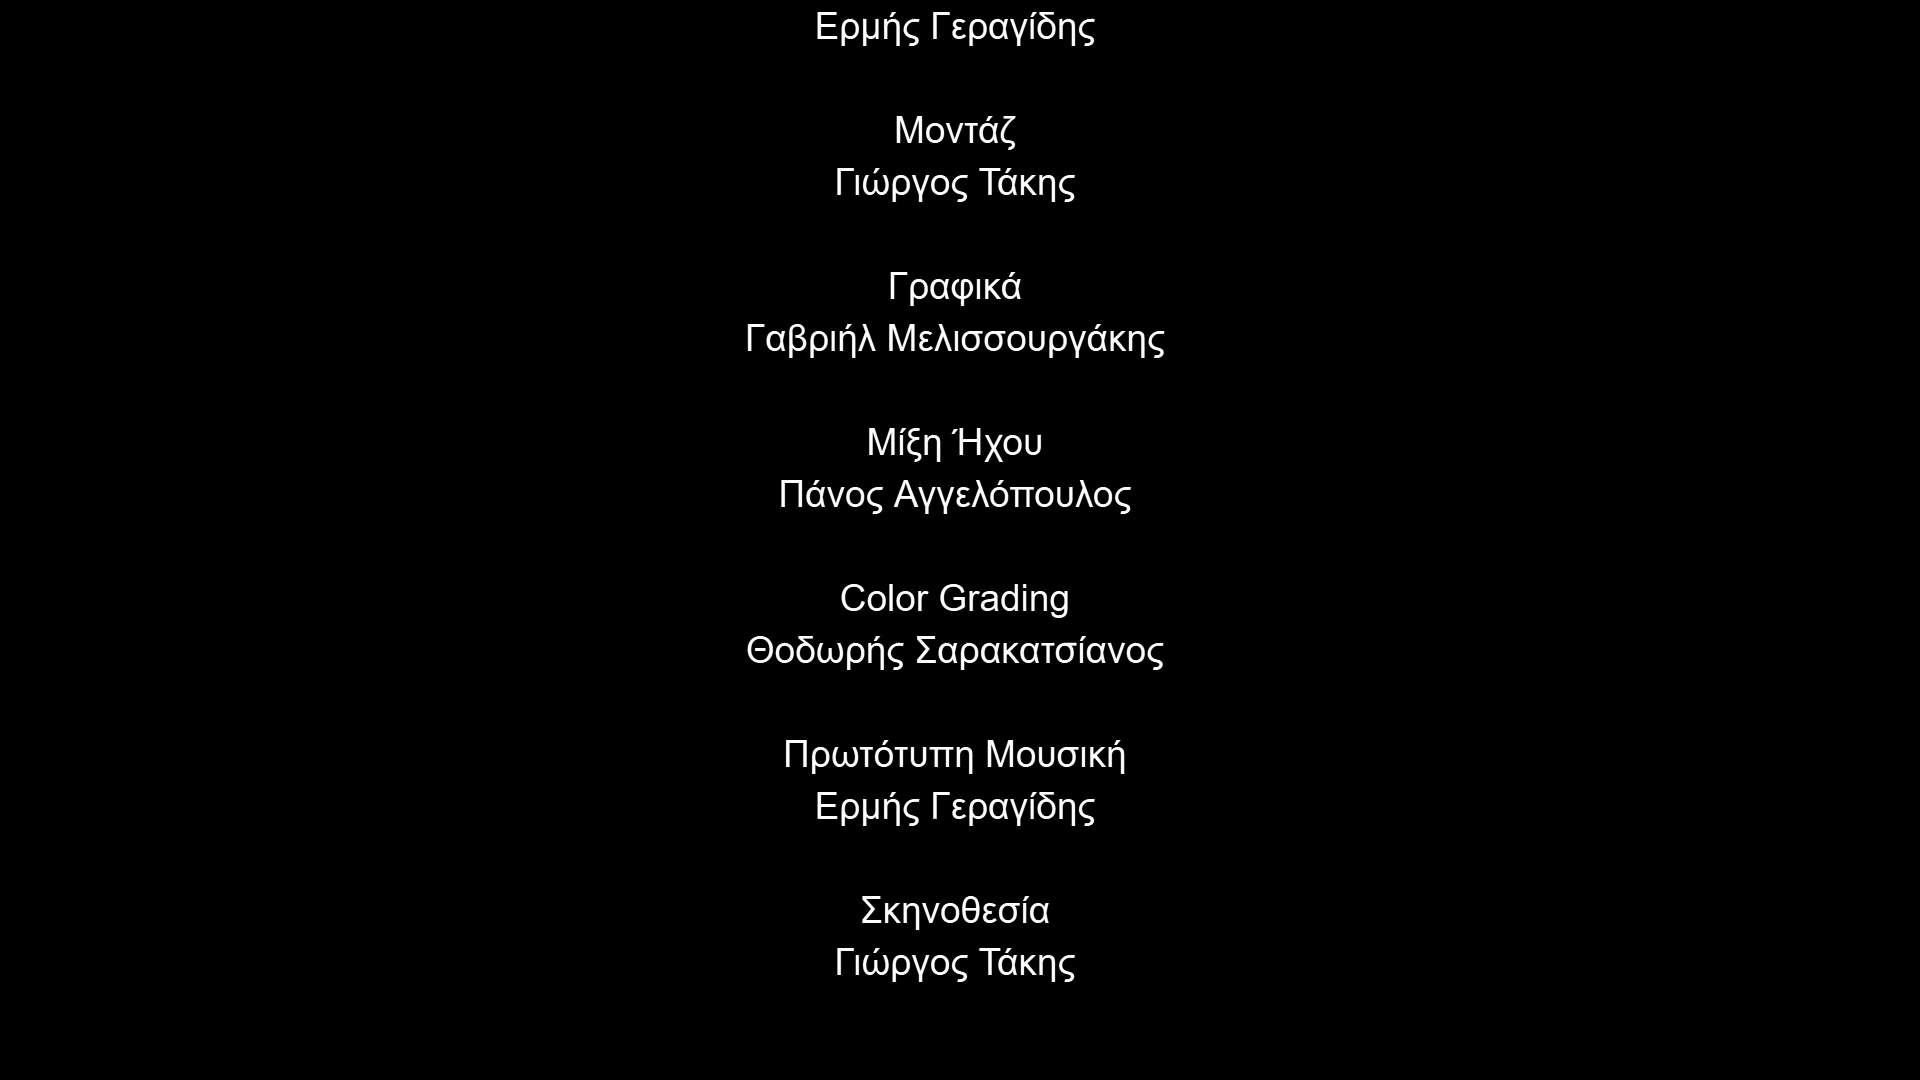 Ερμής Γεραγίδης
Μοντάζ
Γιώργος Τάκης
Γραφικά
Γαβριήλ Μελισσουργάκης
Μίξη Ήχου
Πάνος Αγγελόπουλος
Color Grading
Θοδωρής Σαρακατσίανος
Πρωτότυπη Μουσική
Ερμής Γεραγίδης
Σκηνοθεσία
Γιώργος Τάκης